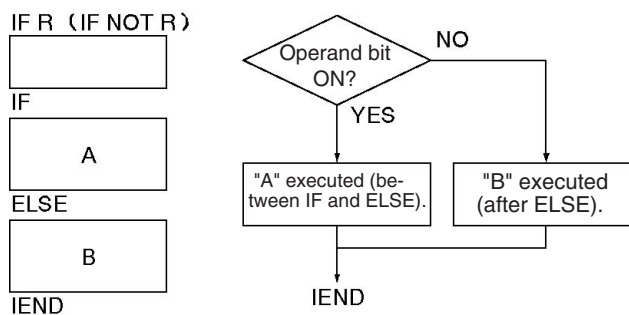 IF R (IF NOT R)
IF
A
ELSE
B
IEND
Operand bit
ON?
NO
YES
"A" executed (be-
tween IF and ELSE).
"B" executed
(after ELSE).
IEND